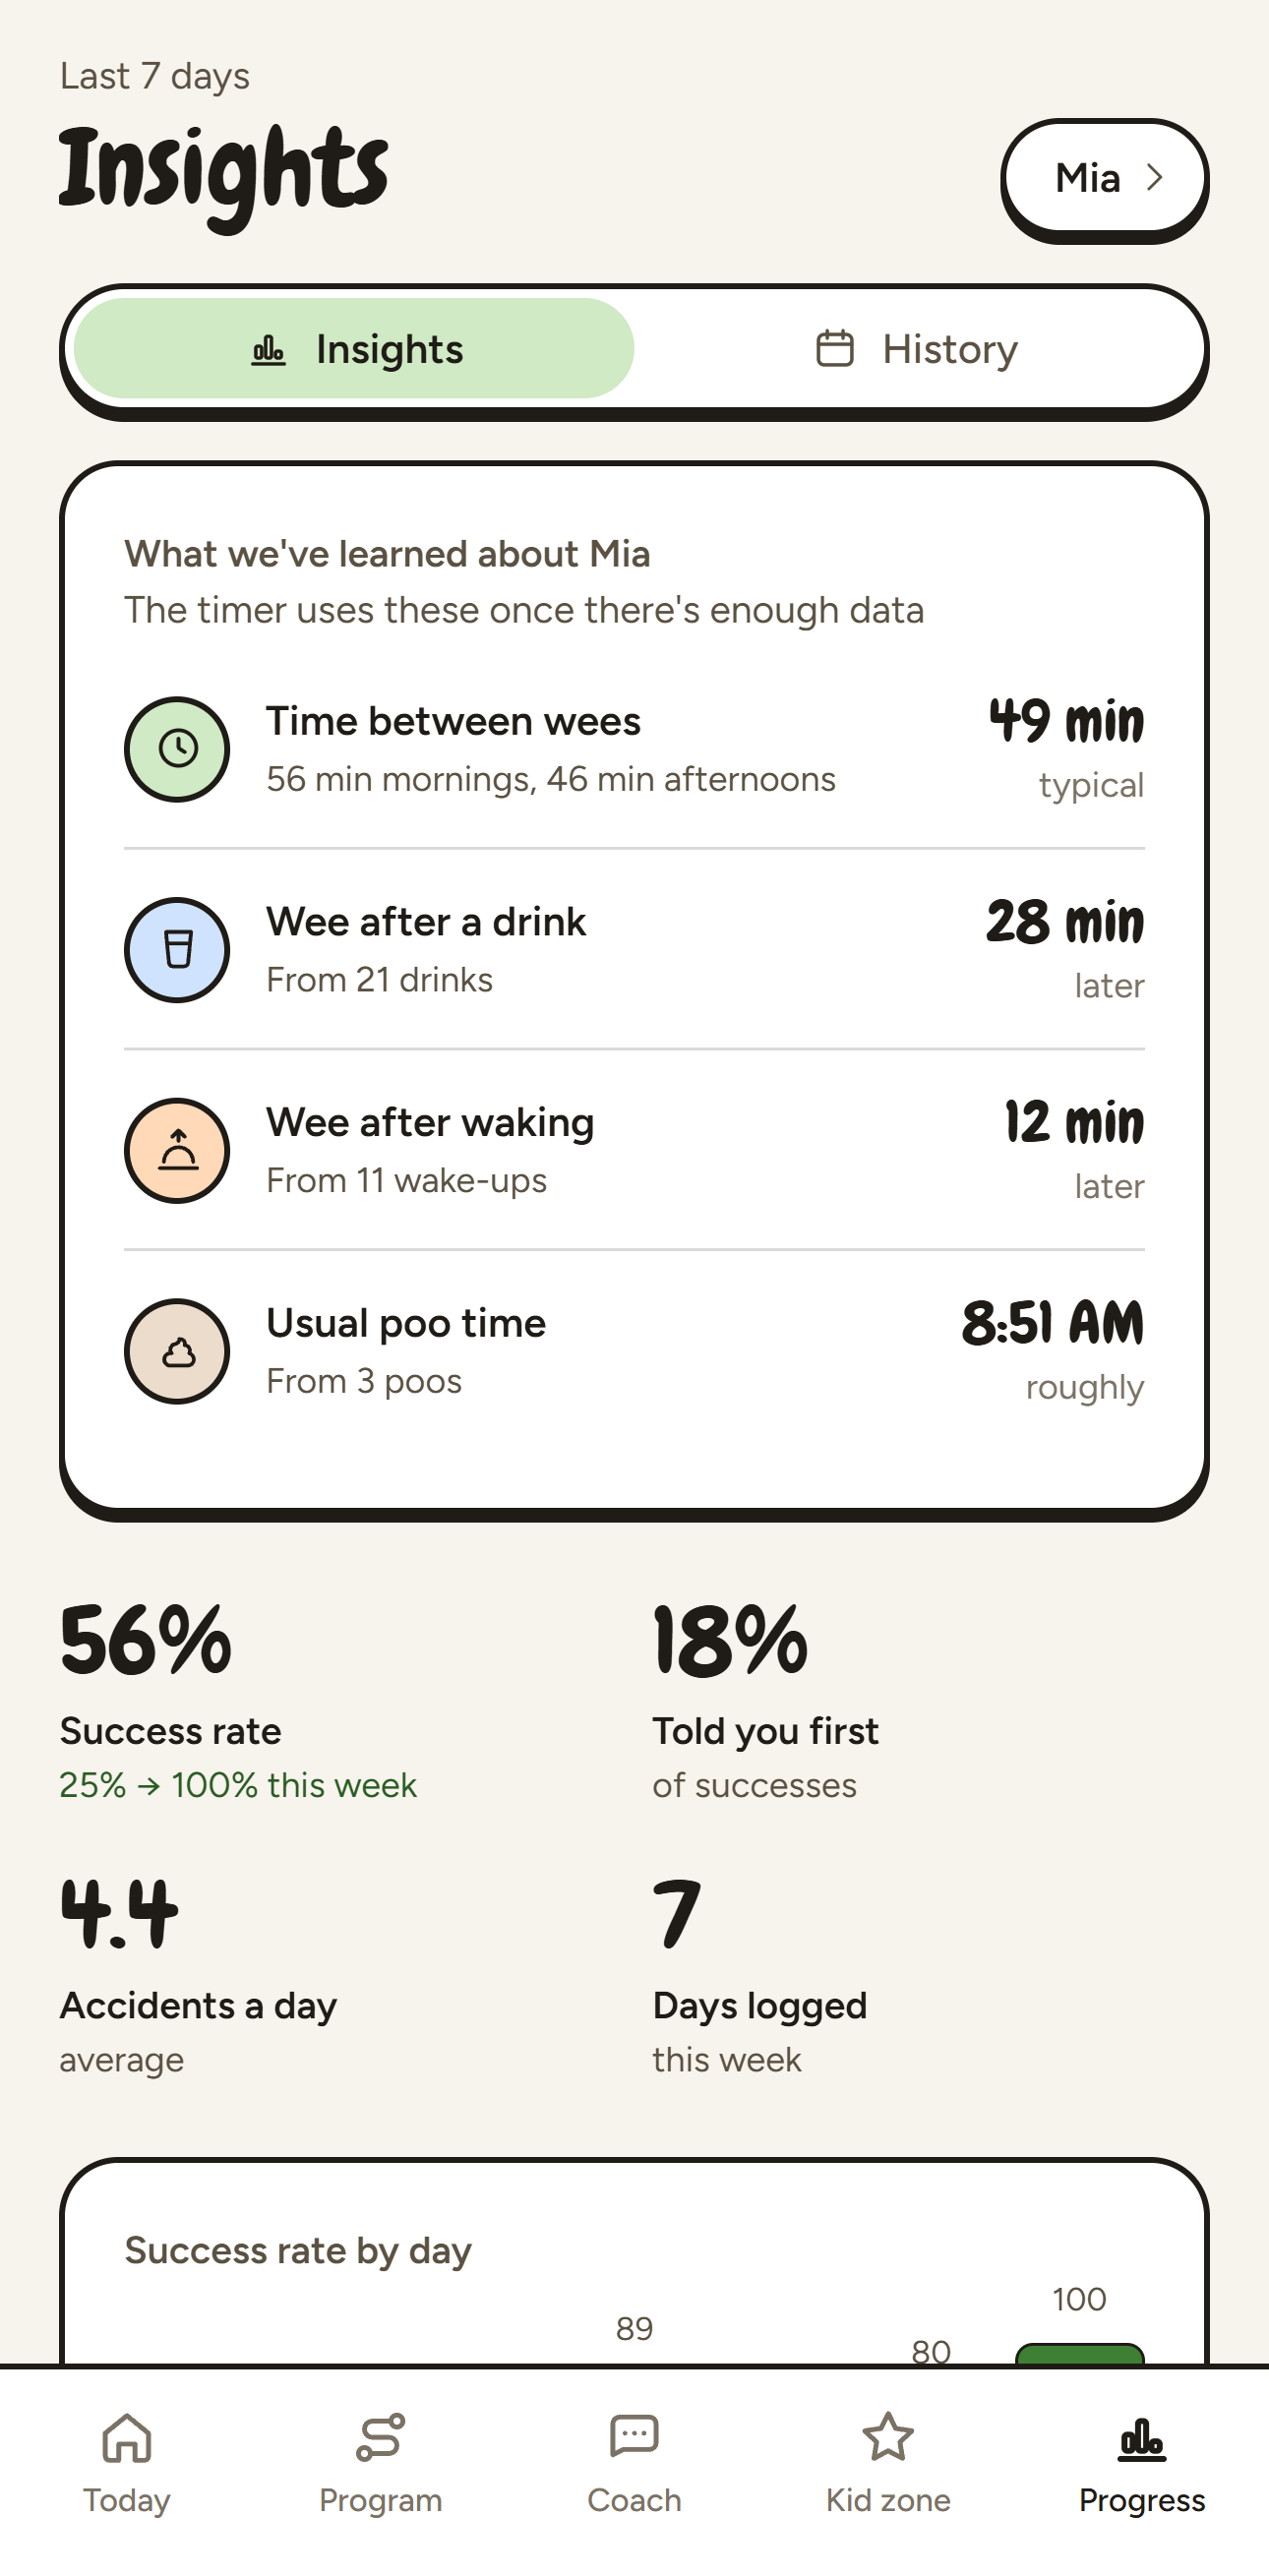 Last 7 days
Insights
Mia
Insights
History
What we've learned about Mia
The timer uses these once there's enough data
Time between wees
56 min mornings, 46 min afternoons
49 min
typical
Wee after a drink
From 21 drinks
28 min
later
Wee after waking
From 11 wake-ups
12 min
later
Usual poo time
From 3 poos
8:51 AM
roughly
56%
Success rate
25% → 100% this week
18%
Told you first
of successes
4.4
Accidents a day
average
7
Days logged
this week
Success rate by day
89
80
100
Today
Program
Coach
Kid zone
Progress